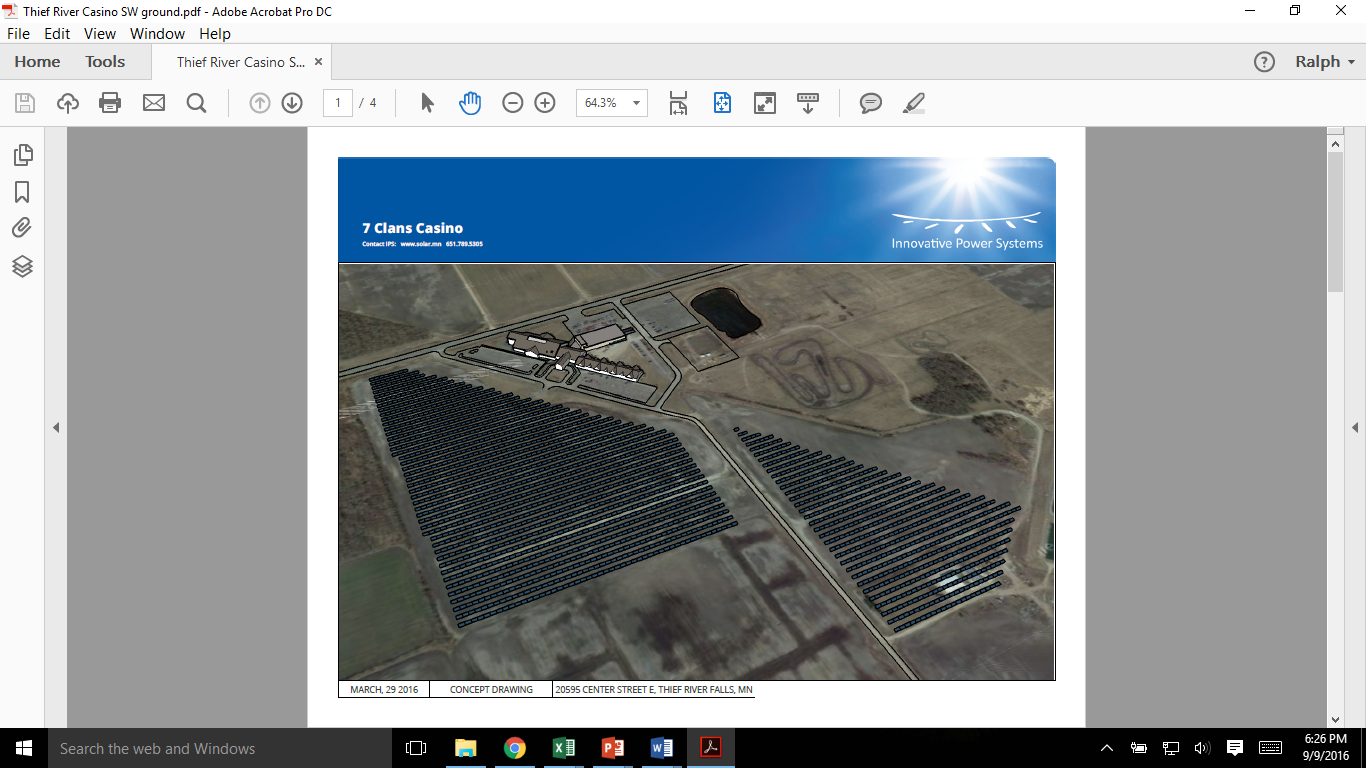 Thief River Casino SW ground.pdf - Adobe Acrobat Pro DC
File Edit View Window Help
Home Tools Thief River Casino S... × Ralph
1 / 4 64.3%
7 Clans Casino
Contact IPS: www.solar.mn 651.789.5305
Innovative Power Systems
MARCH, 29 2016 CONCEPT DRAWING 20595 CENTER STREET E, THIEF RIVER FALLS, MN
Search the web and Windows
6:26 PM
9/9/2016